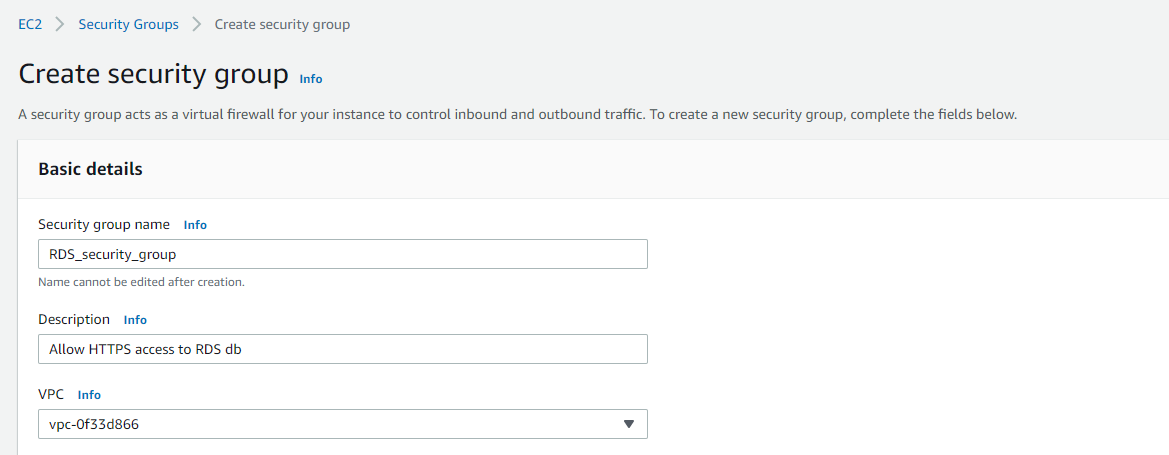 EC2 > Security Groups > Create security group
Create security group Info
A security group acts as a virtual firewall for your instance to control inbound and outbound traffic. To create a new security group, complete the fields below.
Basic details
Security group name Info
RDS_security_group
Name cannot be edited after creation.
Description Info
Allow HTTPS access to RDS db
VPC Info
vpc-0f33d866